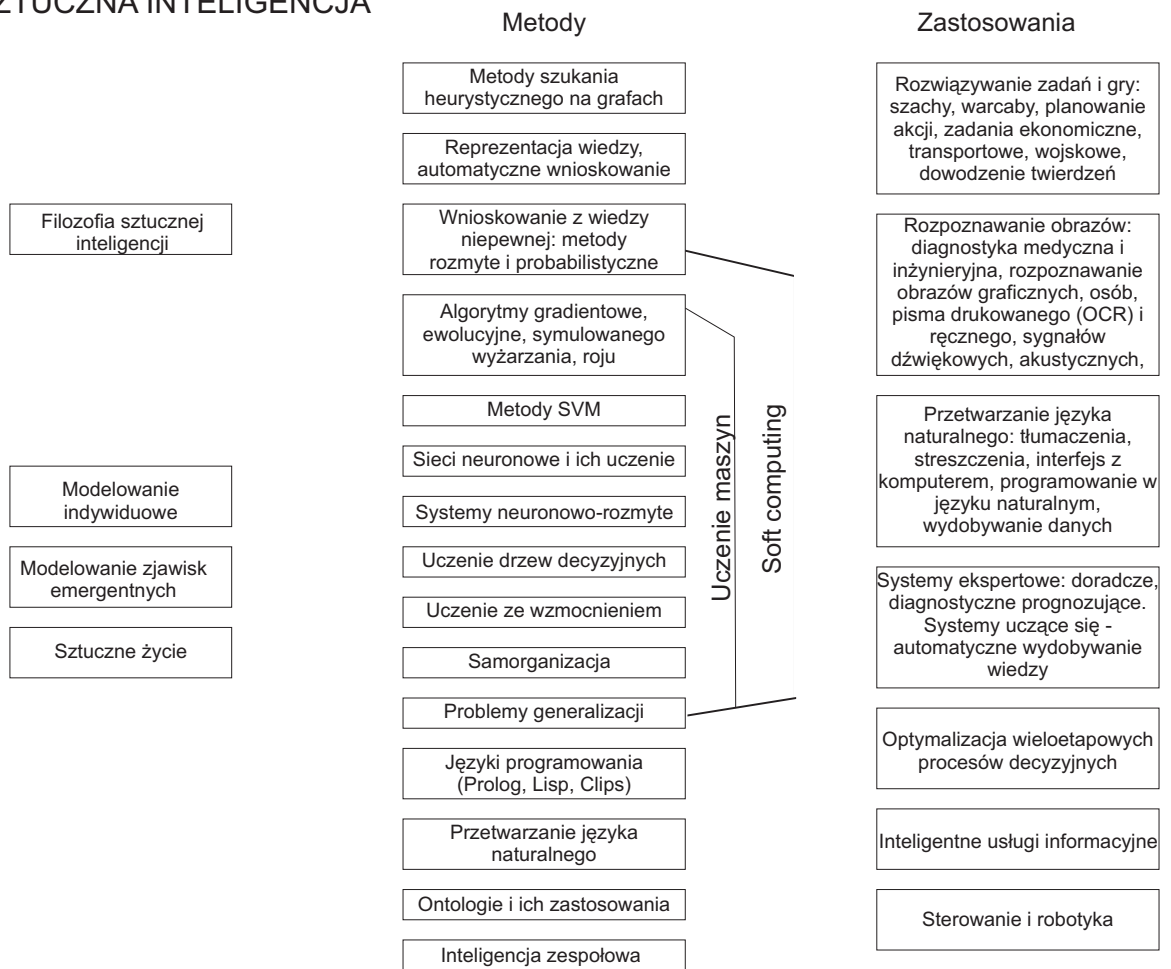 ZTUCZNA INTELIGENCJA
Metody
Zastosowania
Filozofia sztucznej
inteligencji
Modelowanie
indywiduowe
Modelowanie zjawisk
emergentnych
Sztuczne życie
Metody szukania
heurystycznego na grafach
Reprezentacja wiedzy,
automatyczne wnioskowanie
Wnioskowanie z wiedzy
niepewnej: metody
rozmyte i probabilistyczne
Algorytmy gradientowe,
ewolucyjne, symulowanego
wyżarzania, roju
Metody SVM
Sieci neuronowe i ich uczenie
Systemy neuronowo-rozmyte
Uczenie drzew decyzyjnych
Uczenie ze wzmocnieniem
Samorganizacja
Problemy generalizacji
Języki programowania
(Prolog, Lisp, Clips)
Przetwarzanie języka
naturalnego
Ontologie i ich zastosowania
Inteligencja zespołowa
Uczenie maszyn
Soft computing
Rozwiązywanie zadań i gry:
szachy, warcaby, planowanie
akcji, zadania ekonomiczne,
transportowe, wojskowe,
dowodzenie twierdzeń
Rozpoznawanie obrazów:
diagnostyka medyczna i
inżynieryjna, rozpoznawanie
obrazów graficznych, osób,
pisma drukowanego (OCR) i
ręcznego, sygnałów
dźwiękowych, akustycznych,
Przetwarzanie języka
naturalnego: tłumaczenia,
streszczenia, interfejs z
komputerem, programowanie w
języku naturalnym,
wydobywanie danych
Systemy ekspertowe: doradcze,
diagnostyczne prognozujące.
Systemy uczące się -
automatyczne wydobywanie
wiedzy
Optymalizacja wieloetapowych
procesów decyzyjnych
Inteligentne usługi informacyjne
Sterowanie i robotyka